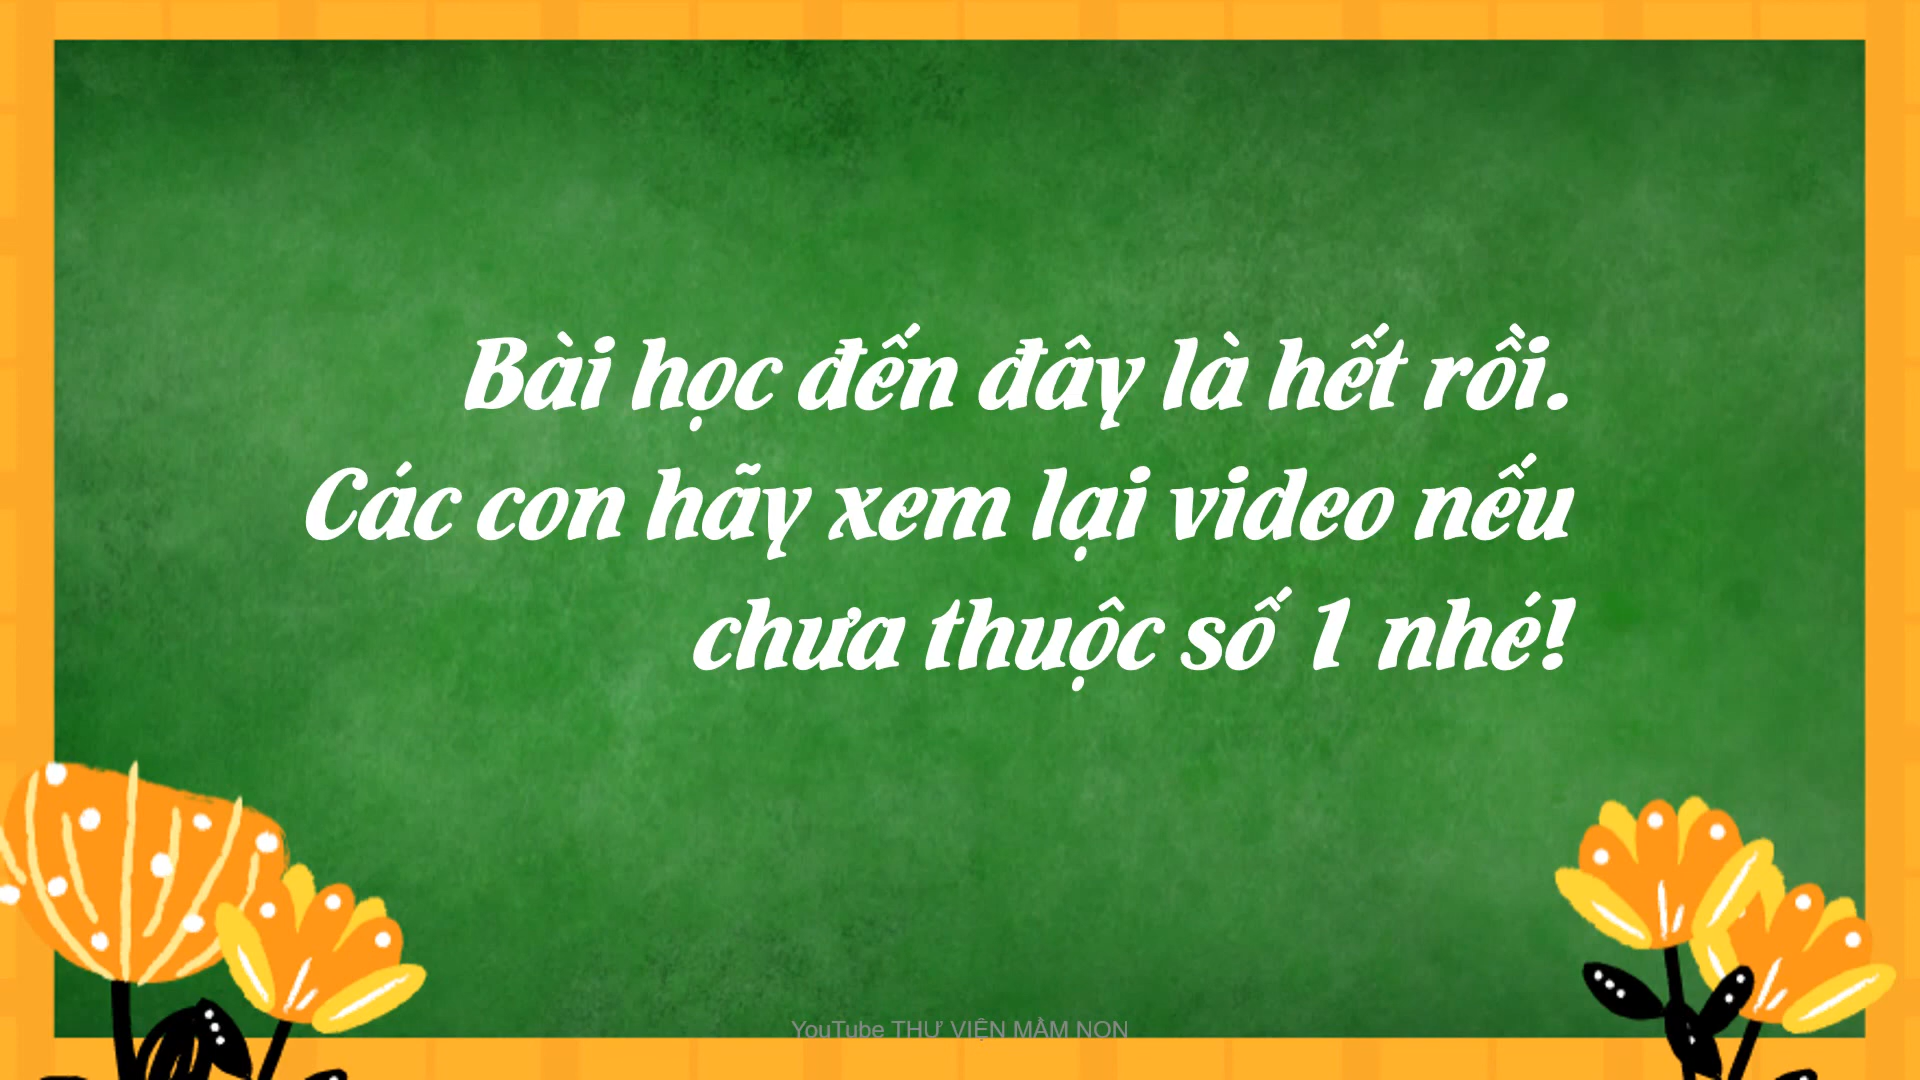 Bài học đến đây là hết rồi.
Các con hãy xem lại video nếu
chưa thuộc số 1 nhé!
YouTube THƯ VIỆN MẦM NON